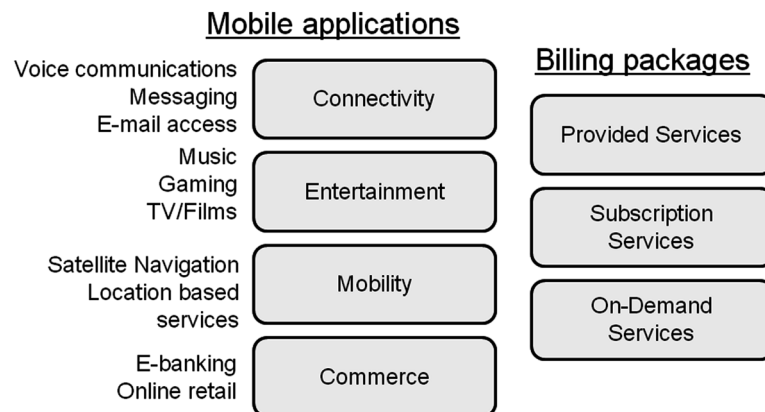 Mobile applications
Voice communications
Messaging
E-mail access
Connectivity
Music
Gaming
TV/Films
Entertainment
Satellite Navigation
Location based
services
Mobility
E-banking
Online retail
Commerce
Billing packages
Provided Services
Subscription
Services
On-Demand
Services